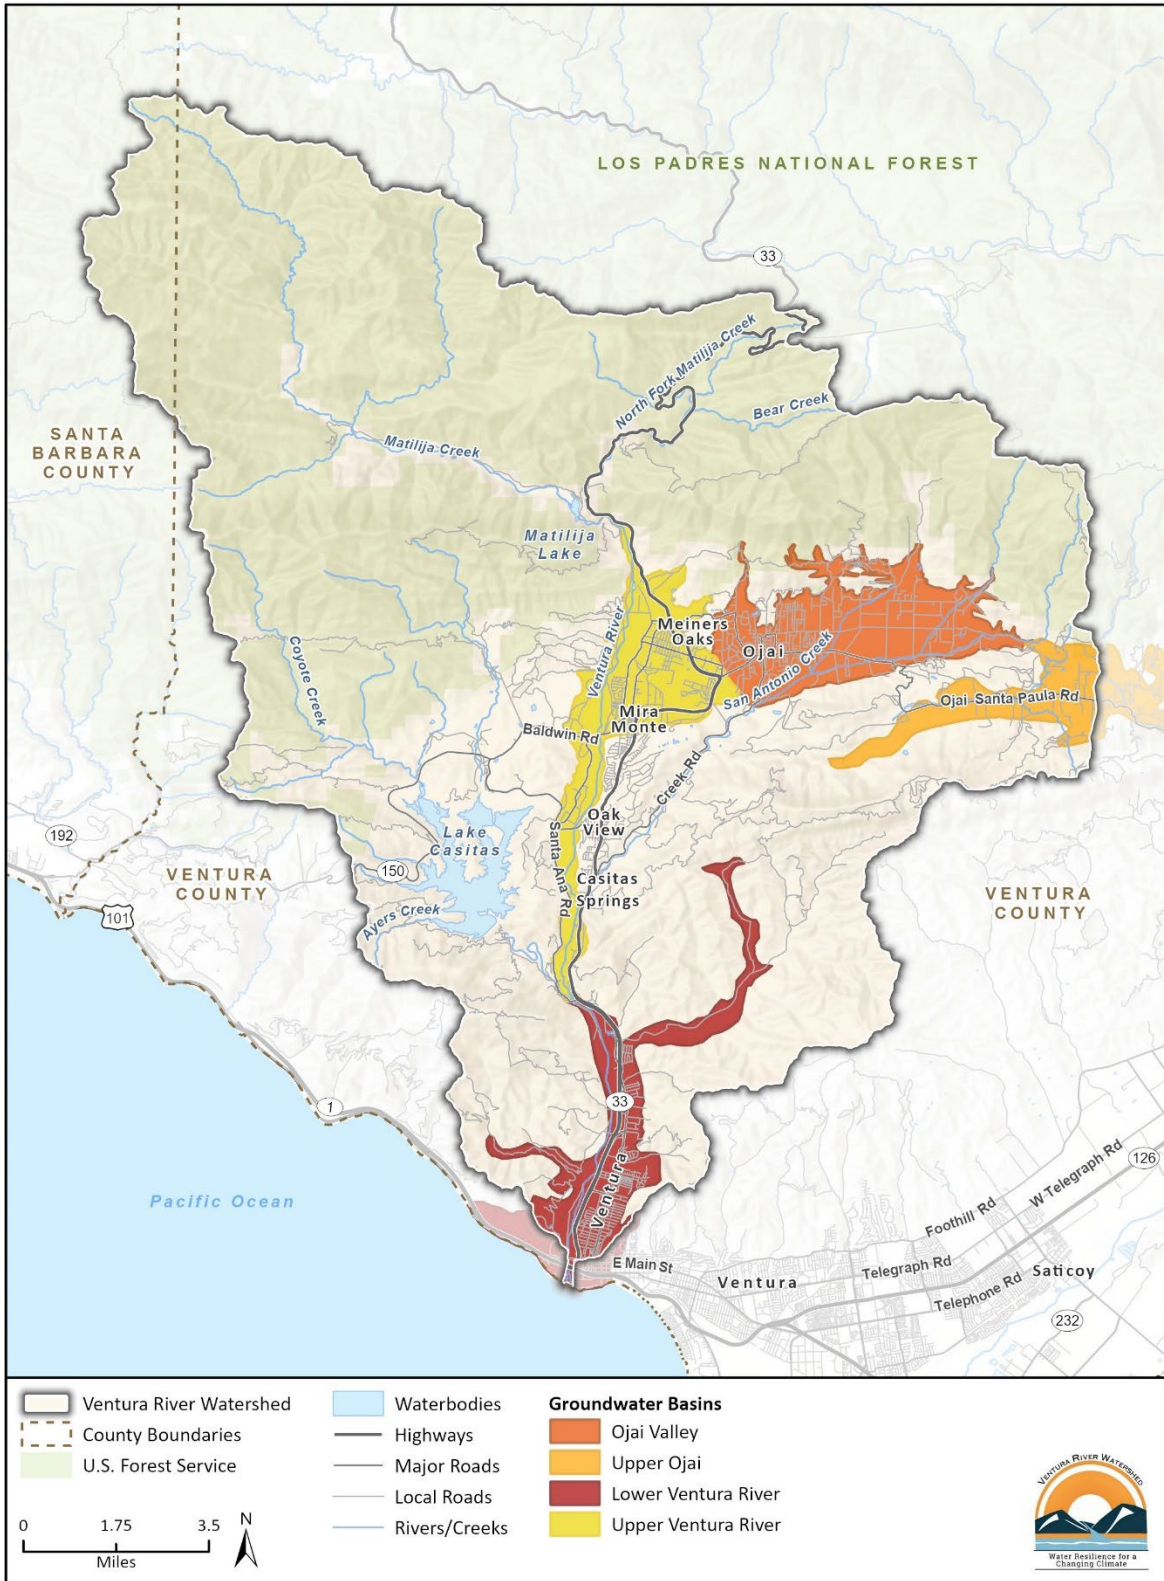 LOS PADRES NATIONAL FOREST
33
North Fork Matilija Creek
Bear Creek
SANTA
BARBARA
COUNTY
Matilija Creek
Matilija
Lake
Ventura River
Meiners
Oaks
Ojai
San Antonio Creek
Coyote Creek
Ojai Santa Paula Rd
Mira
Monte
Baldwin Rd
Creek Rd
Oak
View
Lake
Casitas
Santa Ana Rd
192
150
VENTURA
COUNTY
Casitas
Springs
VENTURA
COUNTY
101
Ayers Creek
33
1
Ventura
Pacific Ocean
126
W Telegraph Rd
Foothill Rd
E Main St
Ventura
Telegraph Rd
Saticoy
Telephone Rd
232
Ventura River Watershed
County Boundaries
U.S. Forest Service
0 1.75 3.5
Miles
N
Waterbodies
Highways
Major Roads
Local Roads
Rivers/Creeks
Groundwater Basins
Ojai Valley
Upper Ojai
Lower Ventura River
Upper Ventura River
VENTURA RIVER WATERSHED
Water Resilience for a
Changing Climate